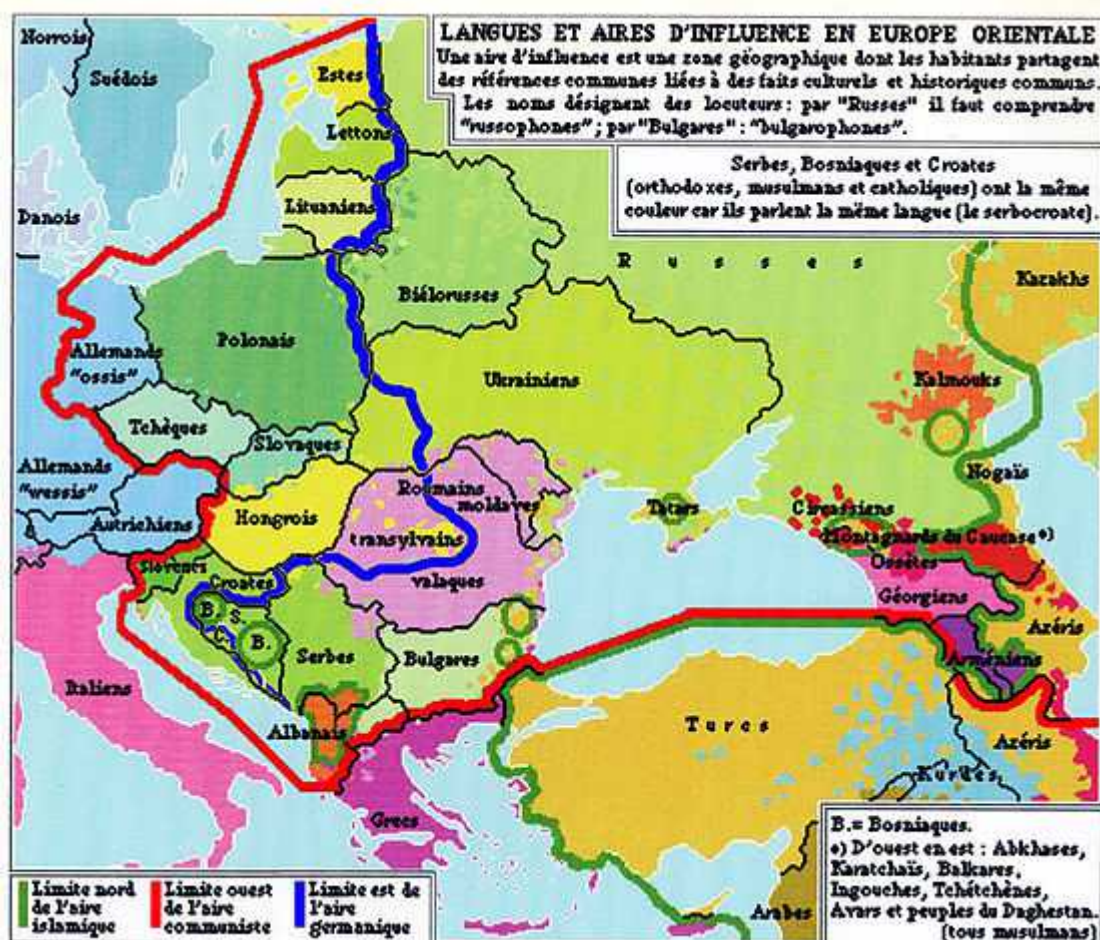 LANGUES ET AIRES D'INFLUENCE EN EUROPE ORIENTALE
Une aire d'influence est une zone géographique dont les habitants partagent
des références communes liées à des faits culturels et historiques communs.
Les noms désignent des locuteurs : par "Russes" il faut comprendre
"russophones" ; par "Bulgares" : "bulgarophones".
Serbes, Bosniaques et Croates
(orthodoxes, musulmans et catholiques) ont la même
couleur car ils parlent la même langue (le serbocroate).
Norrois
Suédois
Estes
Lettons
Lituaniens
Danois
Russes
Kazakhs
Biélorusses
Polonais
Allemands
"ossis"
Ukrainiens
Kalmouks
Tchèques
Slovaques
Allemands
"wessis"
Nogaïs
Roumains
moldaves
Hongrois
Tatars
Circassiens
Autrichiens
transylvains
Montagnards du Caucase*)
Ossètes
Slovènes
Croates
valaques
Géorgiens
B.
S.
C.
B.
Serbes
Bulgares
Azéris
Arméniens
Italiens
Albanais
Turcs
Azéris
Kurdes
Grecs
Arabes
B.= Bosniaques.
*) D'ouest en est : Abkhases,
Karatchaïs, Balkares,
Ingouches, Tchétchènes,
Avars et peuples du Daghestan.
(tous musulmans)
Limite nord
de l'aire
islamique
Limite ouest
de l'aire
communiste
Limite est de
l'aire
germanique